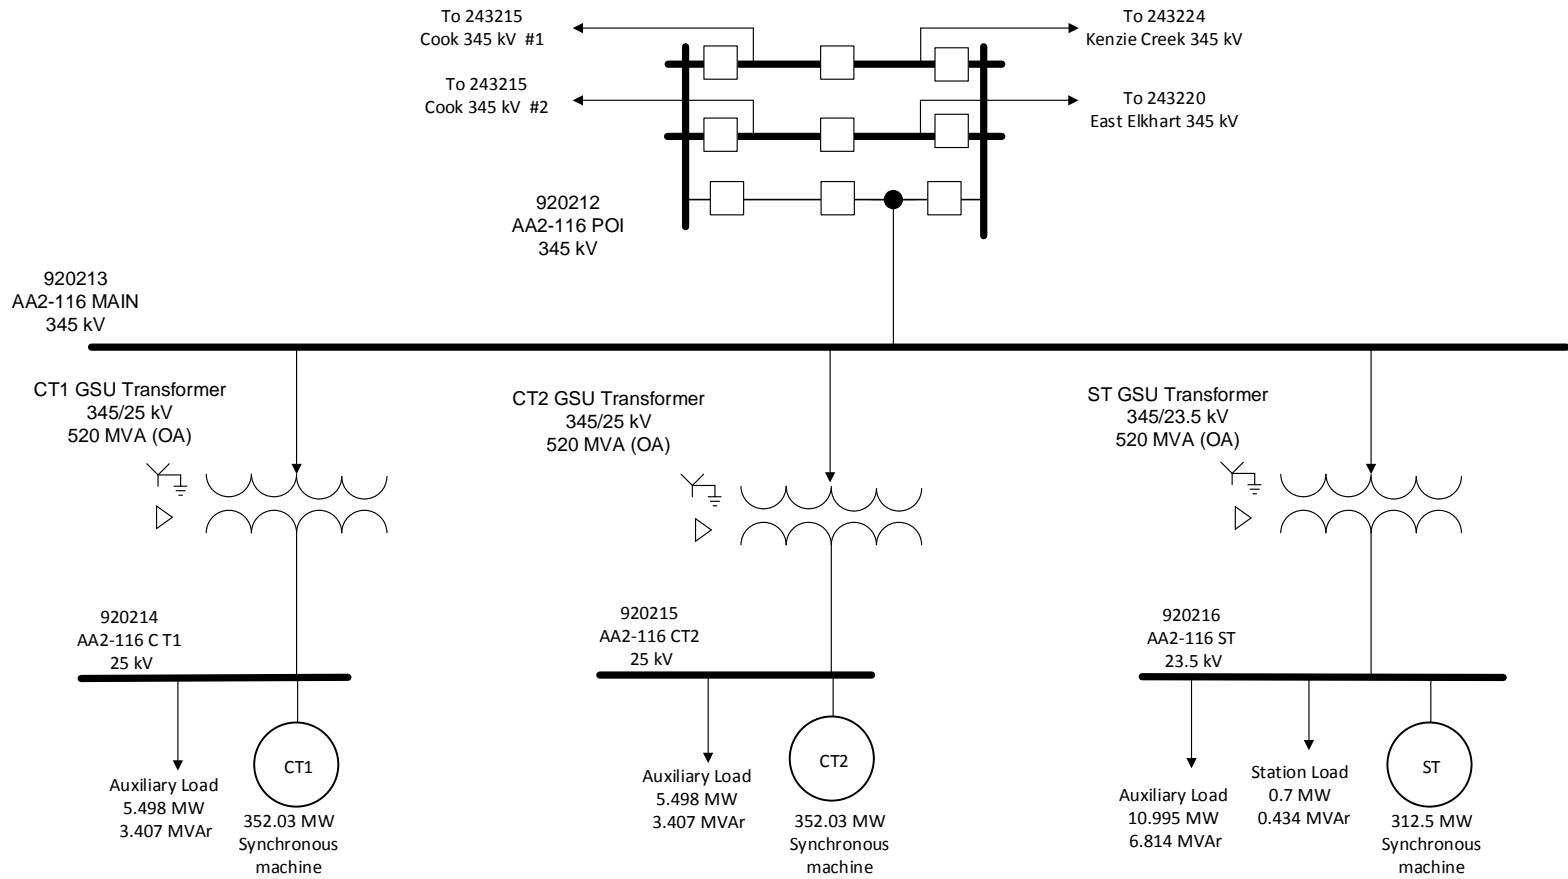 To 243215
Cook 345 kV  #1
To 243224
Kenzie Creek 345 kV
To 243215
Cook 345 kV  #2
To 243220
East Elkhart 345 kV
920212
AA2-116 POI
345 kV
920213
AA2-116 MAIN
345 kV
CT1 GSU Transformer
345/25 kV
520 MVA (OA)
CT2 GSU Transformer
345/25 kV
520 MVA (OA)
ST GSU Transformer
345/23.5 kV
520 MVA (OA)
920214
AA2-116 C T1
25 kV
920215
AA2-116 CT2
25 kV
920216
AA2-116 ST
23.5 kV
Auxiliary Load
5.498 MW
3.407 MVAr
CT1
352.03 MW
Synchronous
machine
Auxiliary Load
5.498 MW
3.407 MVAr
CT2
352.03 MW
Synchronous
machine
Auxiliary Load
10.995 MW
6.814 MVAr
Station Load
0.7 MW
0.434 MVAr
ST
312.5 MW
Synchronous
machine